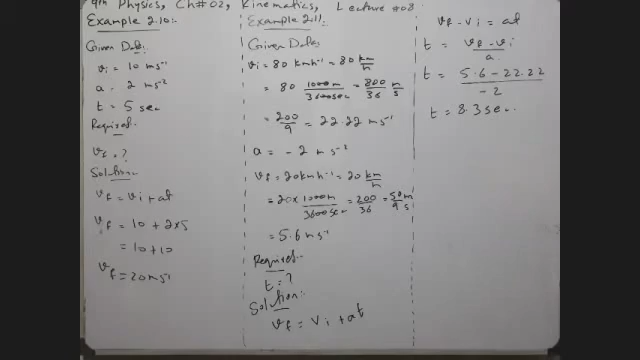 9th Physics, Ch#02, Kinematics, Lecture #08
Example 2.10:-
Given Data:
vi = 10 ms⁻¹
a = 2 ms⁻²
t = 5 sec
Required:
vf = ?
Solution:
vf = vi + at
vf = 10 + 2×5
= 10 + 10
vf = 20 ms⁻¹
Example 2.11:-
Given Data:
vi = 80 kmh⁻¹ = 80 km/h
= 80 1000m/3600sec = 800/36 m/s
= 200/9 = 22.22 ms⁻¹
a = -2 ms⁻²
vf = 20 kmh⁻¹ = 20 km/h
= 20 × 1000m/3600sec = 200/36 = 50/9 m/s
= 5.6 ms⁻¹
Required:-
t = ?
Solution:-
vf = vi + at
vf - vi = at
t = vf - vi / a
t = 5.6 - 22.22 / -2
t = 8.3 sec.